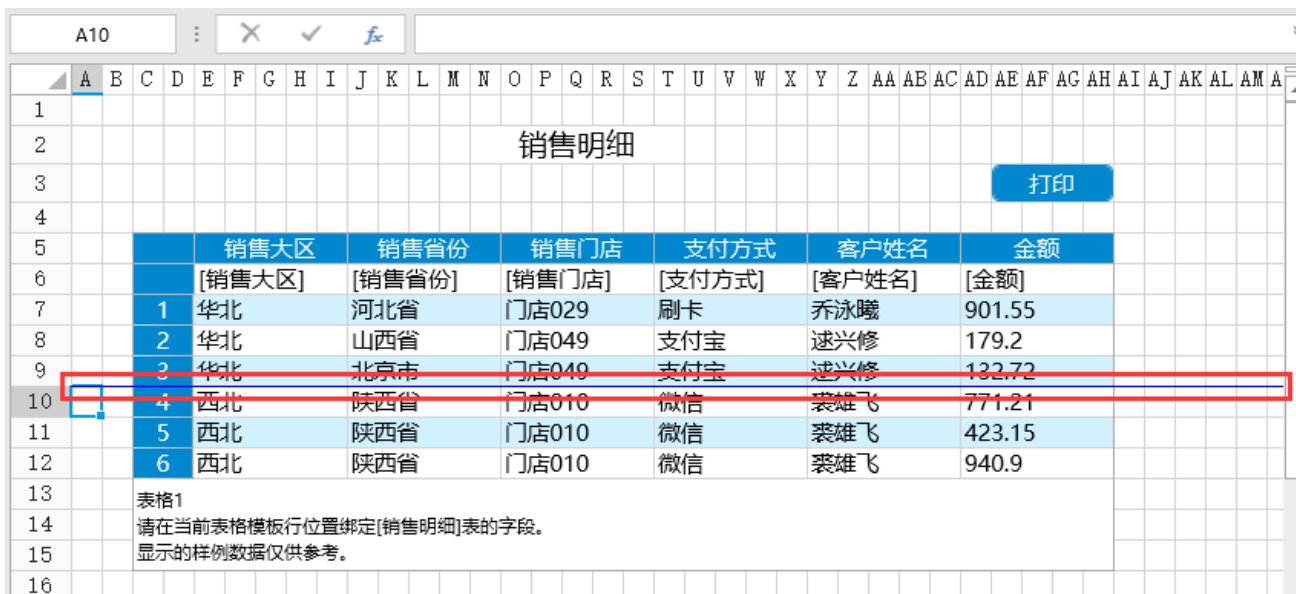 A10 fx
A B C D E F G H I J K L M N O P Q R S T U V W X Y Z AA AB AC AD AE AF AG AH AI AJ AK AL AM A
1
2 销售明细
3 打印
4
5 销售大区 销售省份 销售门店 支付方式 客户姓名 金额
6 [销售大区] [销售省份] [销售门店] [支付方式] [客户姓名] [金额]
7 1 华北 河北省 门店029 刷卡 乔泳曦 901.55
8 2 华北 山西省 门店049 支付宝 逯兴修 179.2
9 3 华北 北京市 门店049 支付宝 逯兴修 132.72
10 4 西北 陕西省 门店010 微信 裘雄飞 771.21
11 5 西北 陕西省 门店010 微信 裘雄飞 423.15
12 6 西北 陕西省 门店010 微信 裘雄飞 940.9
13 表格1
14 请在当前表格模板行位置绑定[销售明细]表的字段。
15 显示的样例数据仅供参考。
16